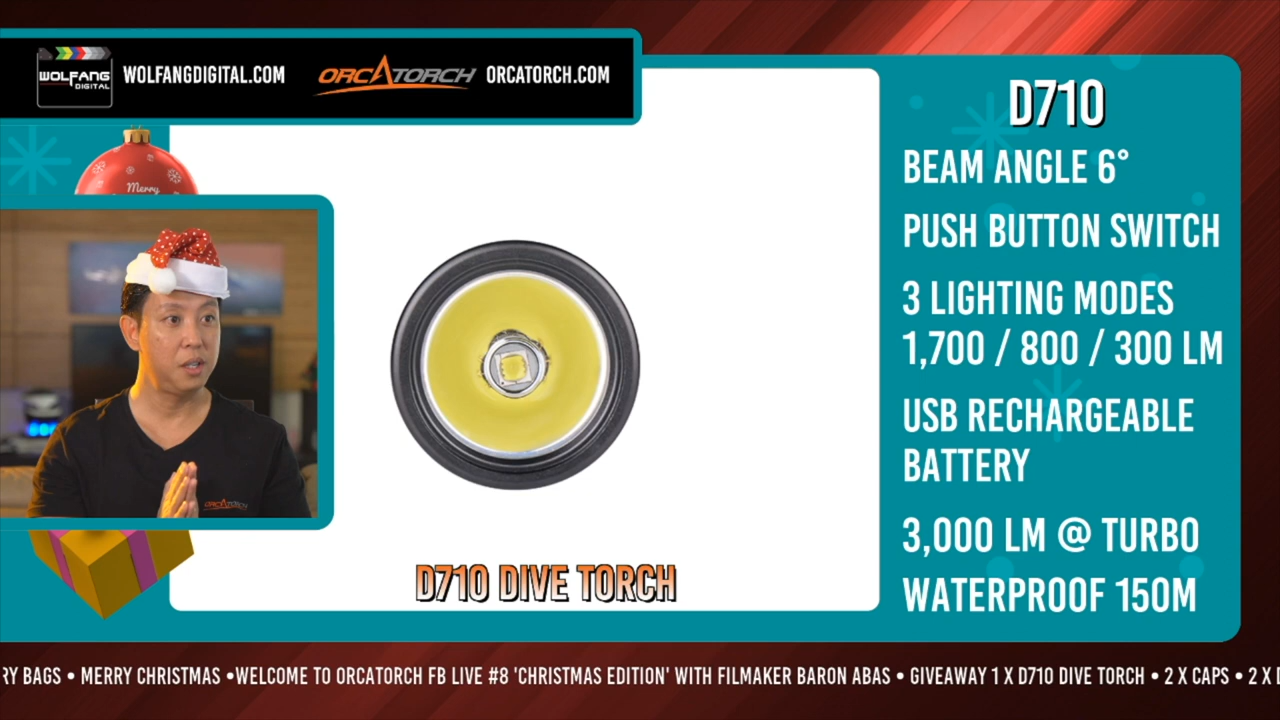 WOLFANG
DIGITAL
WOLFANGDIGITAL.COM
ORCATORCH
ORCATORCH.COM
Merry
ORCATORCH
D710 DIVE TORCH
D710
BEAM ANGLE 6°
PUSH BUTTON SWITCH
3 LIGHTING MODES
1,700 / 800 / 300 LM
USB RECHARGEABLE
BATTERY
3,000 LM @ TURBO
WATERPROOF 150M
RY BAGS • MERRY CHRISTMAS •WELCOME TO ORCATORCH FB LIVE #8 'CHRISTMAS EDITION' WITH FILMAKER BARON ABAS • GIVEAWAY 1 X D710 DIVE TORCH • 2 X CAPS • 2 X